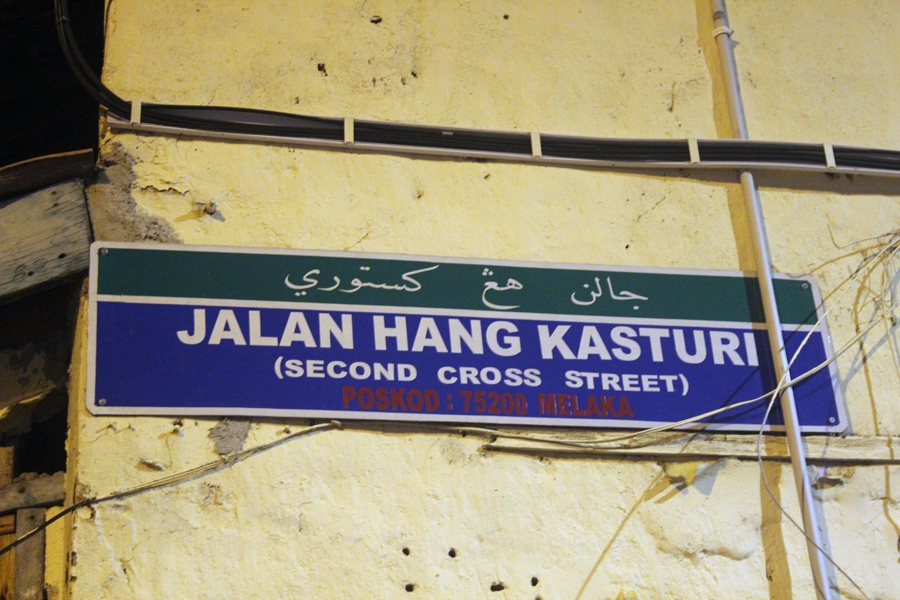 جالن هڠ کستوري
JALAN HANG KASTURI
(SECOND CROSS STREET)
POSKOD : 75200 MELAKA